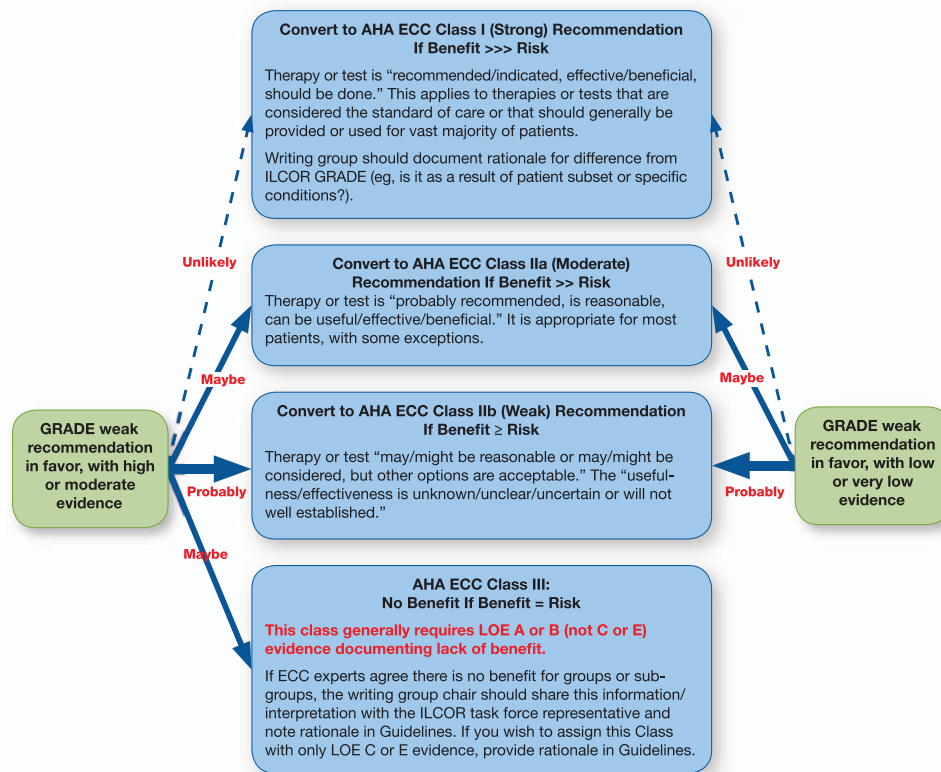 Convert to AHA ECC Class I (Strong) Recommendation
If Benefit >>> Risk
Therapy or test is “recommended/indicated, effective/beneficial,
should be done.” This applies to therapies or tests that are
considered the standard of care or that should generally be
provided or used for vast majority of patients.
Writing group should document rationale for difference from
ILCOR GRADE (eg, is it as a result of patient subset or specific
conditions?).
Unlikely
Unlikely
Convert to AHA ECC Class IIa (Moderate)
Recommendation If Benefit >> Risk
Therapy or test is “probably recommended, is reasonable,
can be useful/effective/beneficial.” It is appropriate for most
patients, with some exceptions.
Maybe
Maybe
GRADE weak
recommendation
in favor, with high
or moderate
evidence
Convert to AHA ECC Class IIb (Weak) Recommendation
If Benefit ≥ Risk
Therapy or test “may/might be reasonable or may/might be
considered, but other options are acceptable.” The “useful-
ness/effectiveness is unknown/unclear/uncertain or will not
well established.”
GRADE weak
recommendation
in favor, with low
or very low
evidence
Probably
Probably
Maybe
AHA ECC Class III:
No Benefit If Benefit = Risk
This class generally requires LOE A or B (not C or E)
evidence documenting lack of benefit.
If ECC experts agree there is no benefit for groups or sub-
groups, the writing group chair should share this information/
interpretation with the ILCOR task force representative and
note rationale in Guidelines. If you wish to assign this Class
with only LOE C or E evidence, provide rationale in Guidelines.